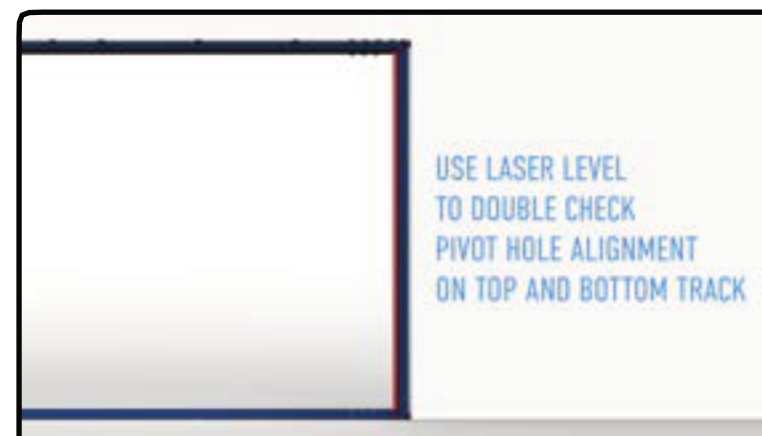 USE LASER LEVEL
TO DOUBLE CHECK
PIVOT HOLE ALIGNMENT
ON TOP AND BOTTOM TRACK